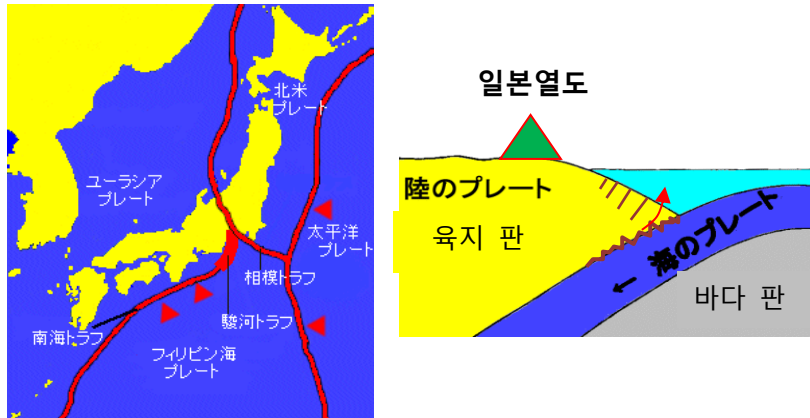 北米
プレート
ユーラシア
プレート
太平洋
プレート
相模トラフ
駿河トラフ
南海トラフ
フィリピン海
プレート
일본열도
陸のプレート
육지 판
← 海のプレート
바다 판